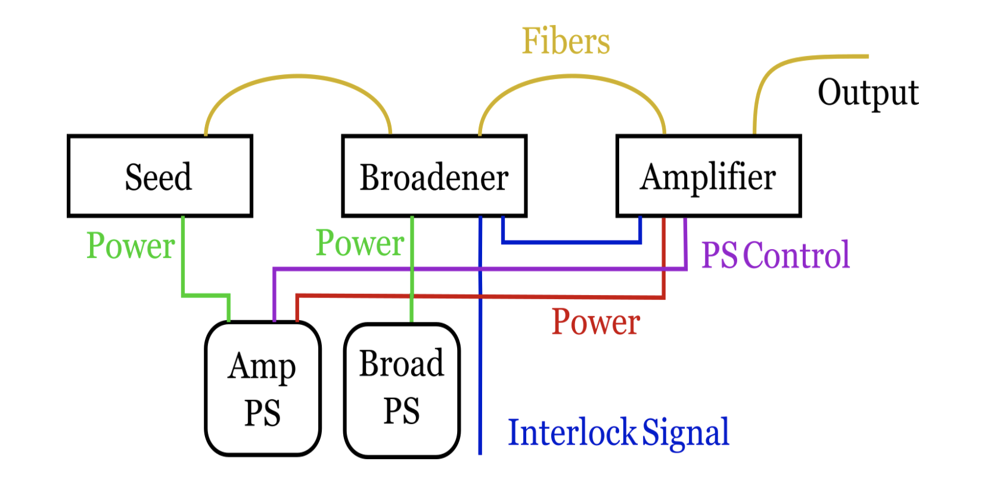 Fibers
Output
Seed
Broadener
Amplifier
Power
Power
PS Control
Power
Amp
PS
Broad
PS
Interlock Signal